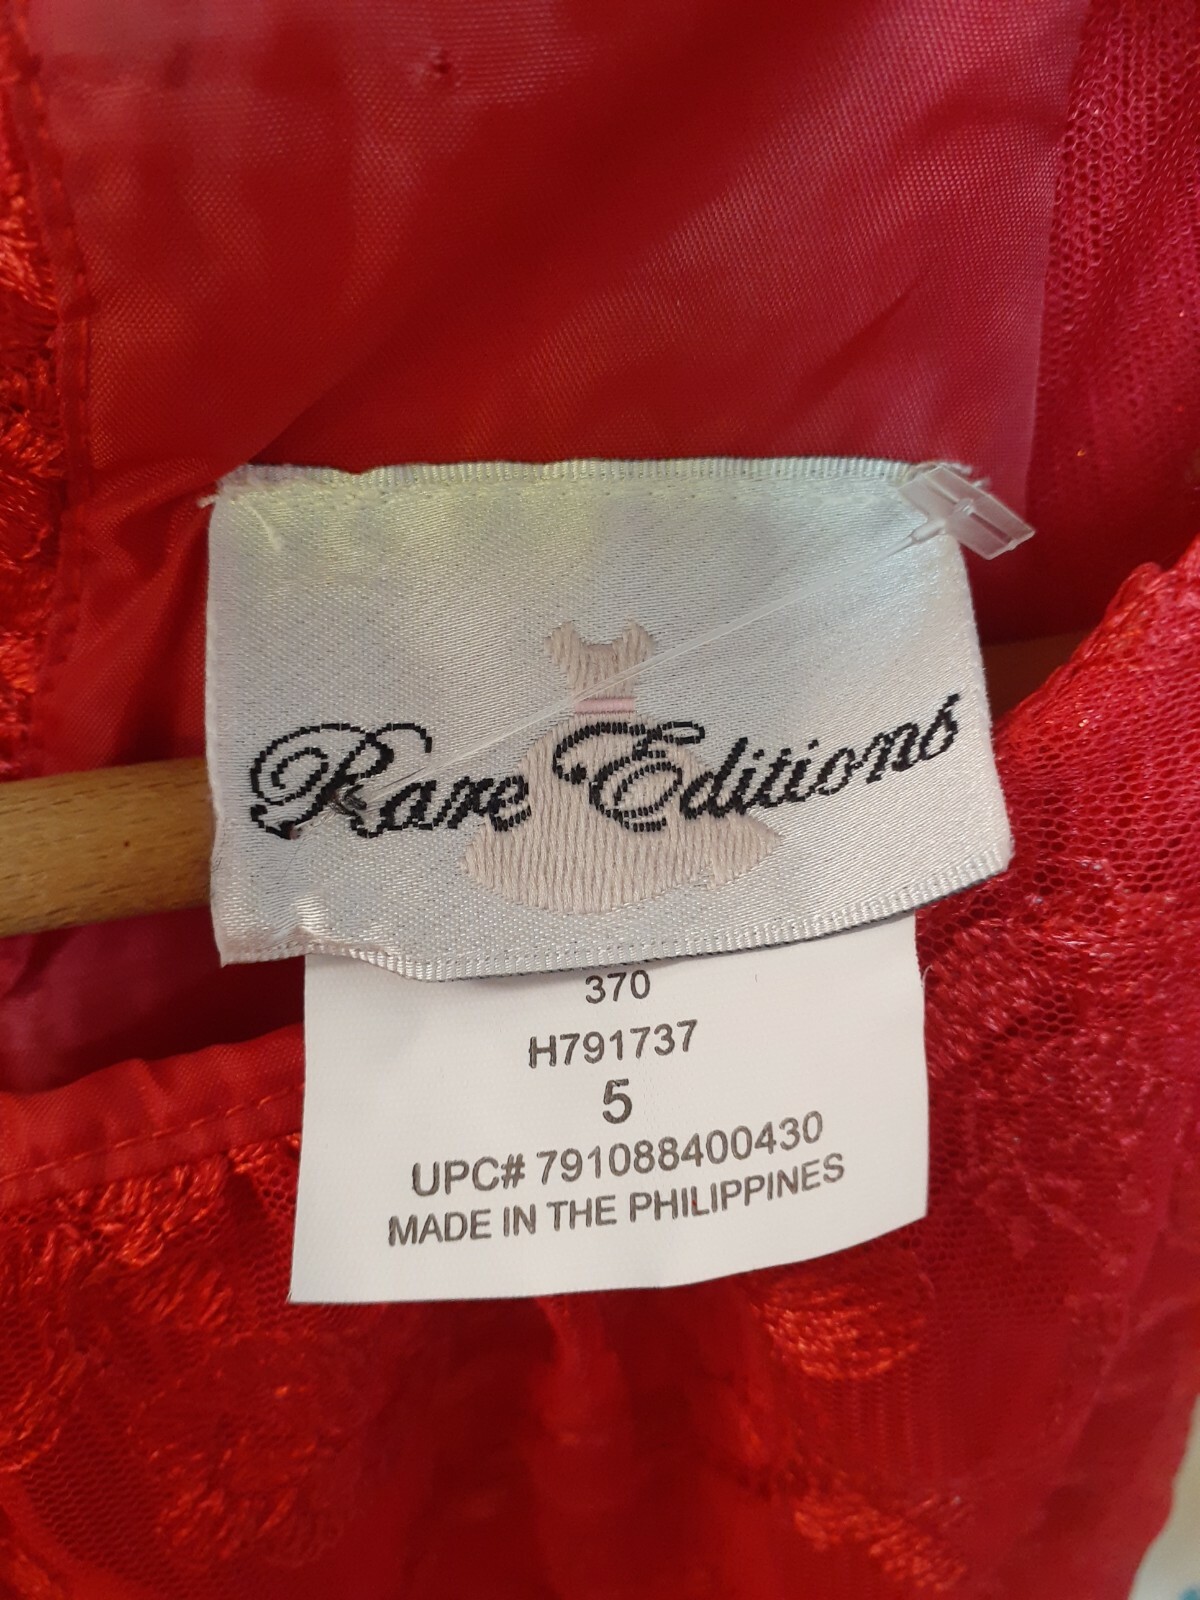 Rare Editions
370
H791737
5
UPC# 791088400430
MADE IN THE PHILIPPINES